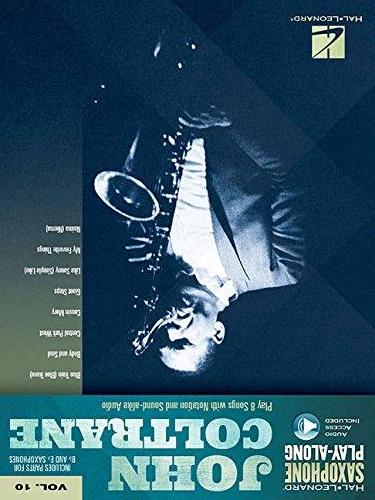 HAL•LEONARD
SAXOPHONE
PLAY-ALONG
AUDIO
ACCESS
INCLUDED
VOL. 10
JOHN
COLTRANE
INCLUDES PARTS FOR
B♭ AND E♭ SAXOPHONES
Play 8 Songs with Notation and Sound-alike Audio
Blue Train (Blue Trane)
Body and Soul
Central Park West
Cousin Mary
Giant Steps
Like Sonny (Simple Like)
My Favorite Things
Naima (Niema)
HAL•LEONARD®